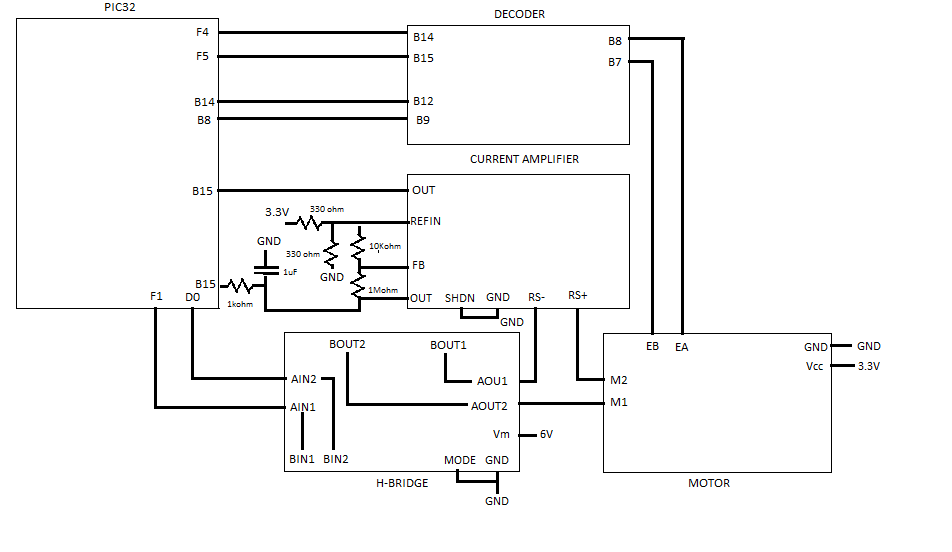 PIC32
DECODER
F4
B14
B8
F5
B15
B7
B14
B12
B8
B9
CURRENT AMPLIFIER
B15
OUT
3.3V
330 ohm
REFIN
GND
330 ohm
10Kohm
1uF
GND
FB
B15
1Mohm
1kohm
F1
D0
OUT
SHDN
GND
RS-
RS+
GND
BOUT2
BOUT1
EB
EA
GND
GND
Vcc
3.3V
AIN2
AOU1
M2
AIN1
AOUT2
M1
Vm
6V
BIN1
BIN2
MODE
GND
H-BRIDGE
MOTOR
GND